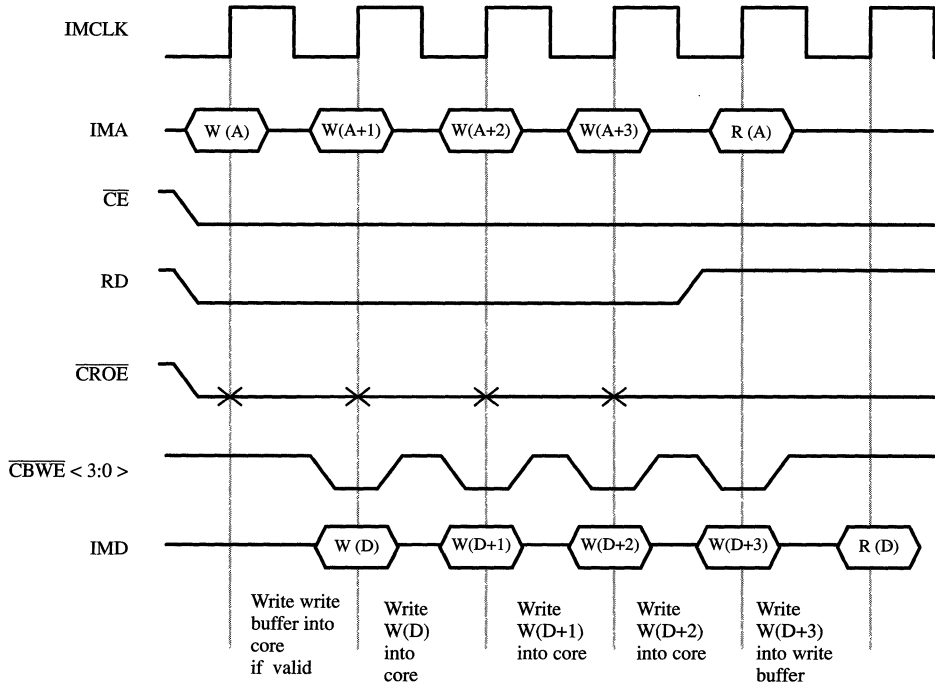 IMCLK
IMA
W (A)
W(A+1)
W(A+2)
W(A+3)
R (A)
CE
RD
CROE
CBWE < 3:0 >
IMD
W (D)
W(D+1)
W(D+2)
W(D+3)
R (D)
Write write
buffer into
core
if valid
Write
W(D)
into
core
Write
W(D+1)
into core
Write
W(D+2)
into core
Write
W(D+3)
into write
buffer